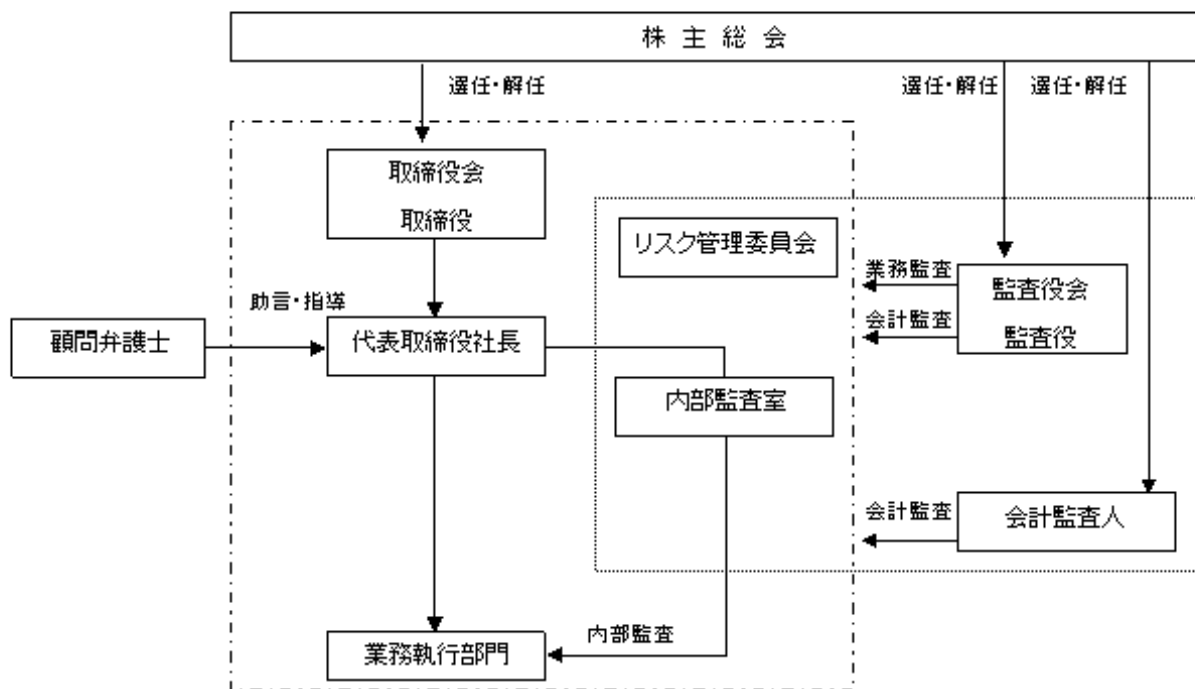 株主総会
選任・解任
選任・解任
選任・解任
取締役会
取締役
リスク管理委員会
業務監査
監査役会
助言・指導
会計監査
監査役
顧問弁護士
代表取締役社長
内部監査室
会計監査
会計監査人
内部監査
業務執行部門